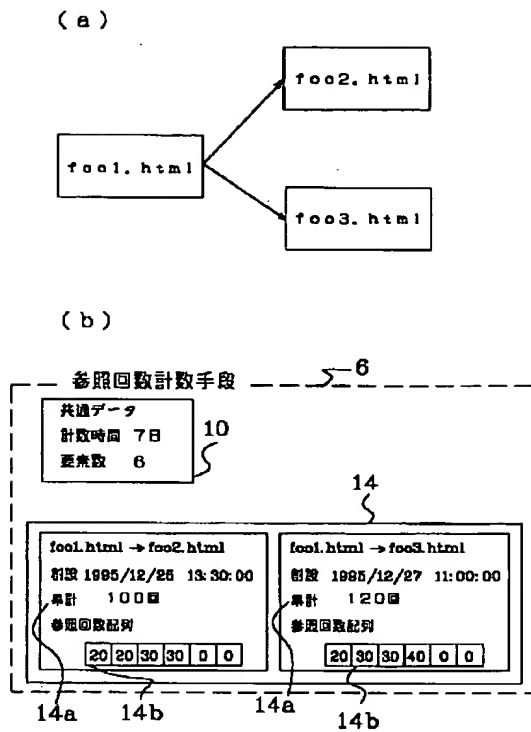 (a)
foo2.html
foo1.html
foo3.html
(b)
参照回数計数手段
6
共通データ
計数時間 7日
要素数 6
10
14
foo1.html→foo2.html
創設 1995/12/25 13:30:00
累計 100回
参照回数配列
20 20 30 30 0 0
foo1.html→foo3.html
創設 1995/12/27 11:00:00
累計 120回
参照回数配列
20 30 30 40 0 0
14a
14b
14a
14b